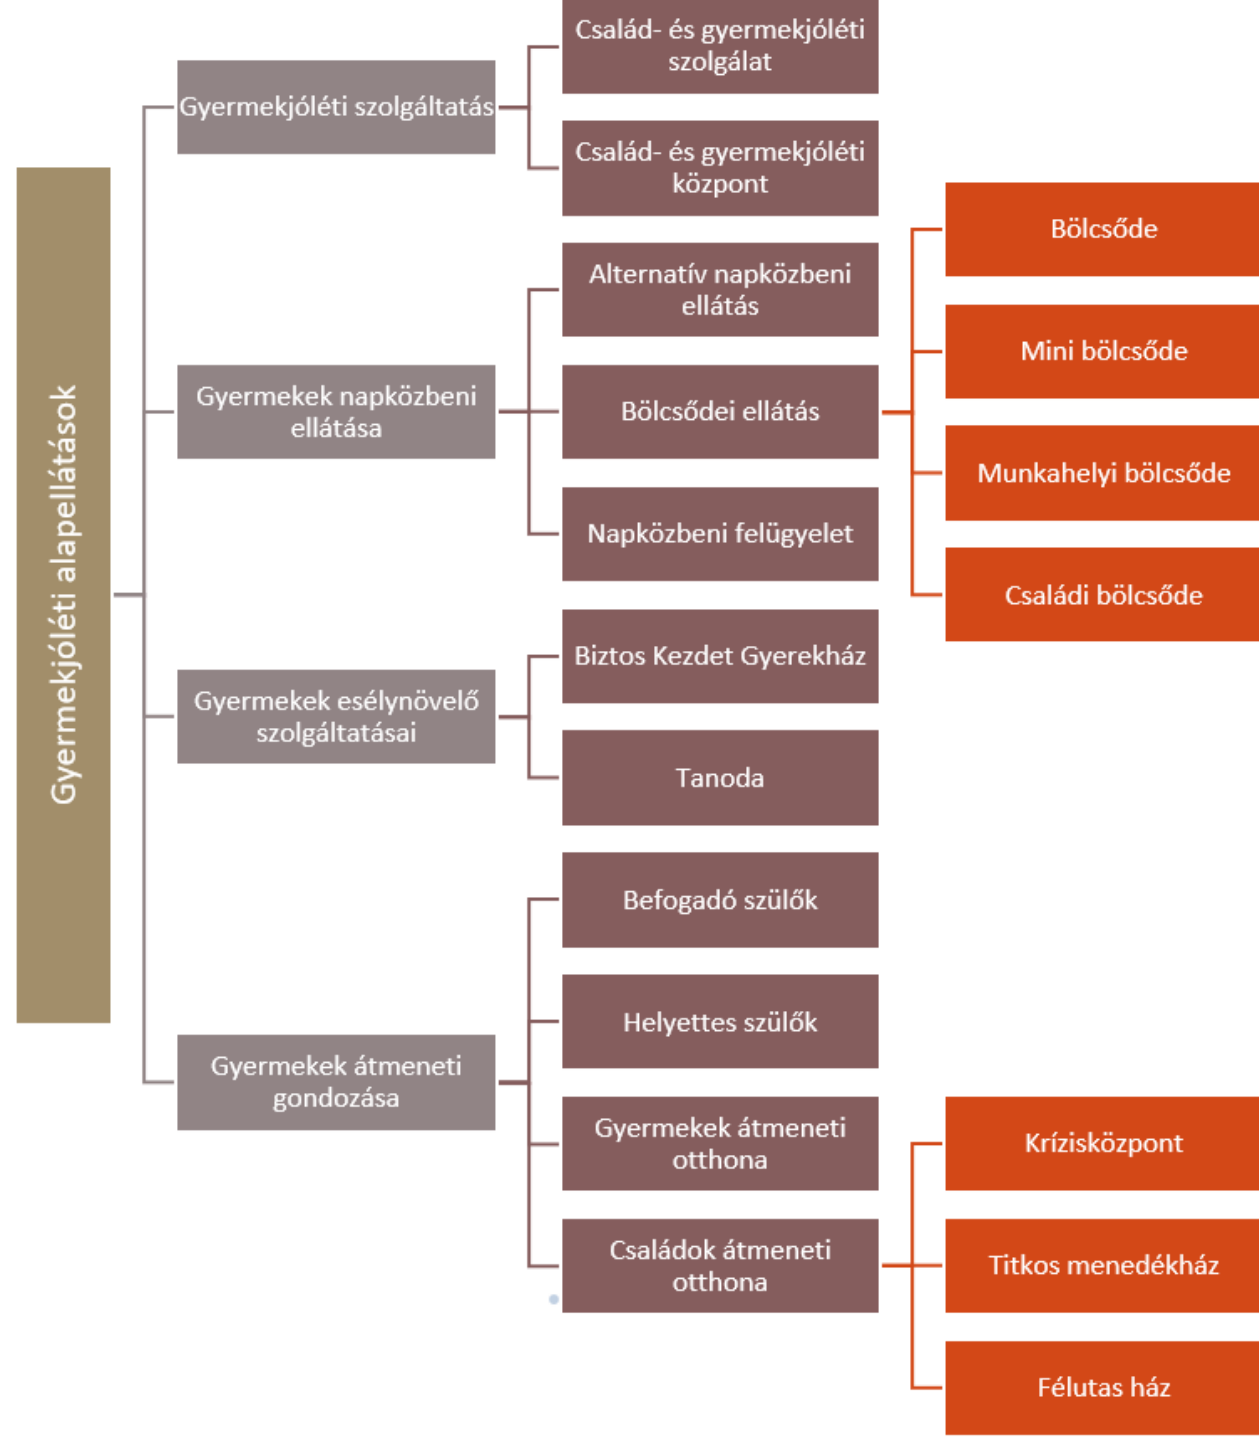 Gyermekjóléti alapellátások
Gyermekjóléti szolgáltatás
Család- és gyermekjóléti
szolgálat
Család- és gyermekjóléti
központ
Gyermekek napközbeni
ellátása
Alternatív napközbeni
ellátás
Bölcsődei ellátás
Bölcsőde
Mini bölcsőde
Munkahelyi bölcsőde
Családi bölcsőde
Napközbeni felügyelet
Gyermekek esélynövelő
szolgáltatásai
Biztos Kezdet Gyerekház
Tanoda
Gyermekek átmeneti
gondozása
Befogadó szülők
Helyettes szülők
Gyermekek átmeneti
otthona
Családok átmeneti
otthona
Krízisközpont
Titkos menedékház
Félutas ház